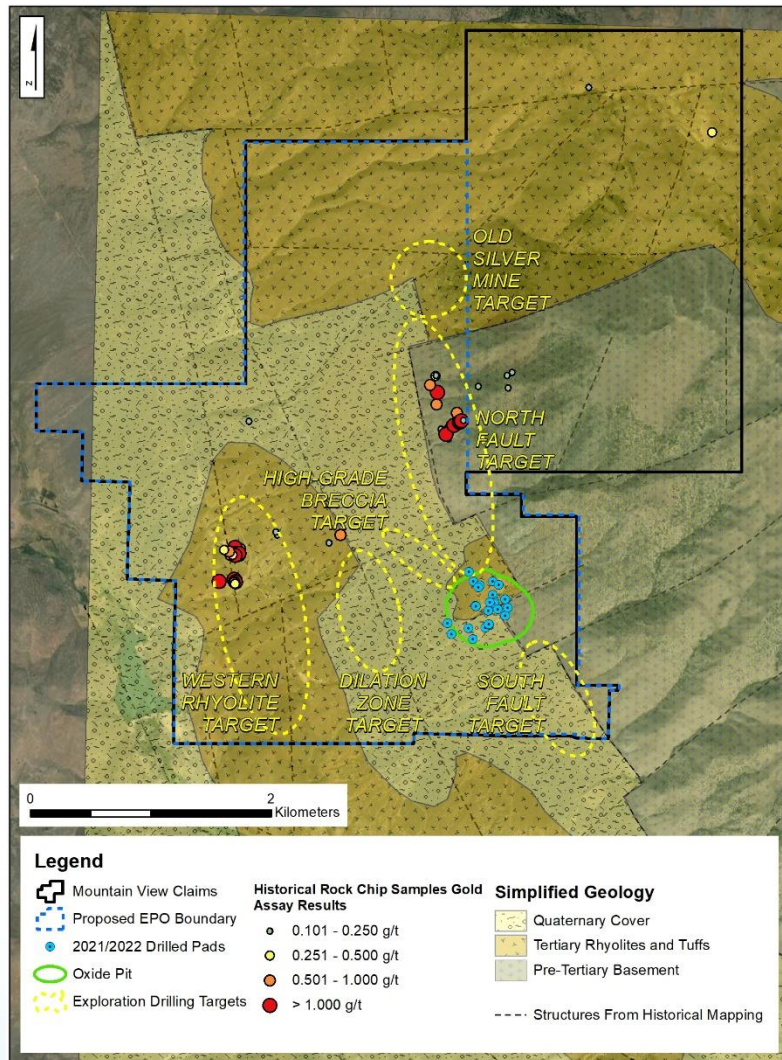 N
OLD
SILVER
MINE
TARGET
NORTH
FAULT
TARGET
HIGH-GRADE
BRECCIA
TARGET
WESTERN
RHYOLITE
TARGET
DILATION
ZONE
TARGET
SOUTH
FAULT
TARGET
0 2
Kilometers
Legend
Mountain View Claims
Proposed EPO Boundary
2021/2022 Drilled Pads
Oxide Pit
Exploration Drilling Targets
Historical Rock Chip Samples Gold
Assay Results
0.101 - 0.250 g/t
0.251 - 0.500 g/t
0.501 - 1.000 g/t
> 1.000 g/t
Simplified Geology
Quaternary Cover
Tertiary Rhyolites and Tuffs
Pre-Tertiary Basement
Structures From Historical Mapping